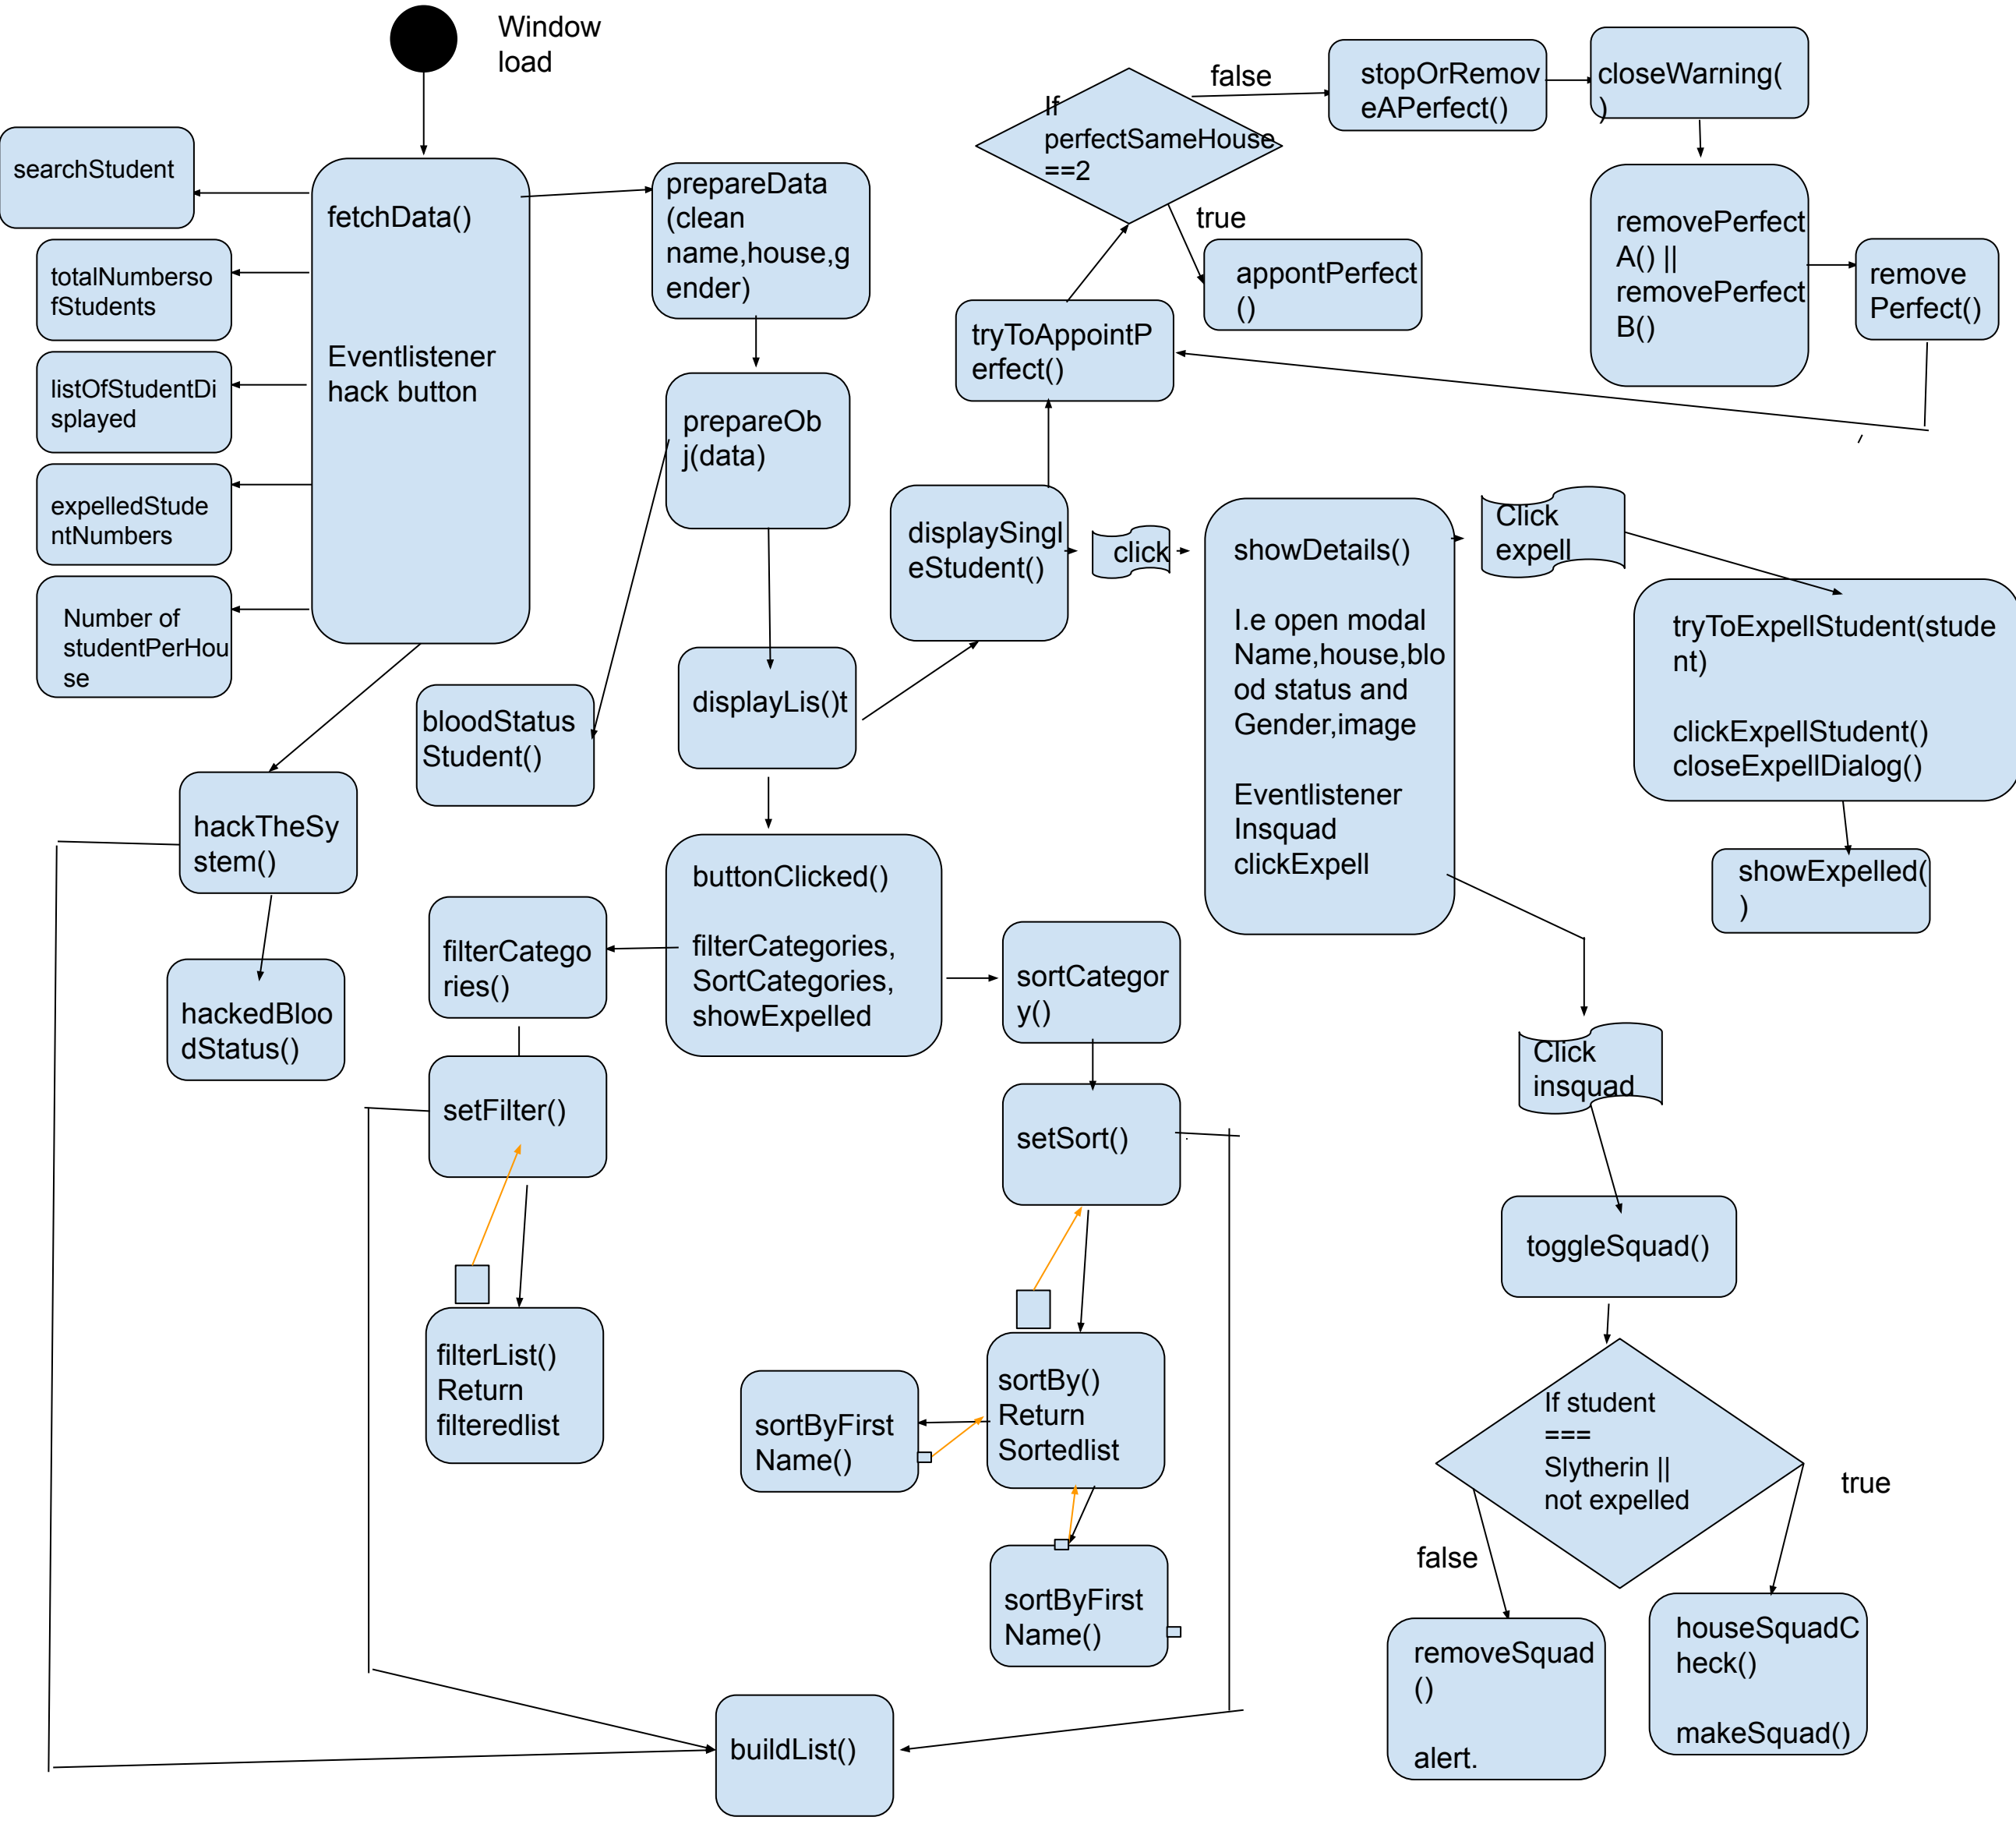 Window
load
searchStudent
totalNumberso
fStudents
listOfStudentDi
splayed
expelledStude
ntNumbers
Number of
studentPerHou
se
fetchData()
Eventlistener
hack button
prepareData
(clean
name,house,g
ender)
prepareOb
j(data)
bloodStatus
Student()
displayLis()t
hackTheSy
stem()
hackedBloo
dStatus()
buttonClicked()
filterCategories,
SortCategories,
showExpelled
filterCatego
ries()
setFilter()
filterList()
Return
filteredlist
sortCategor
y()
setSort()
sortBy()
Return
Sortedlist
sortByFirst
Name()
sortByFirst
Name()
buildList()
displaySingl
eStudent()
tryToAppointP
erfect()
If
perfectSameHouse
==2
false
true
appontPerfect
()
stopOrRemov
eAPerfect()
closeWarning(
)
removePerfect
A() ||
removePerfect
B()
remove
Perfect()
click
showDetails()
I.e open modal
Name,house,blo
od status and
Gender,image
Eventlistener
Insquad
clickExpell
Click
expell
tryToExpellStudent(stude
nt)
clickExpellStudent()
closeExpellDialog()
showExpelled(
)
Click
insquad
toggleSquad()
If student
===
Slytherin ||
not expelled
true
false
removeSquad
()
alert.
houseSquadC
heck()
makeSquad()